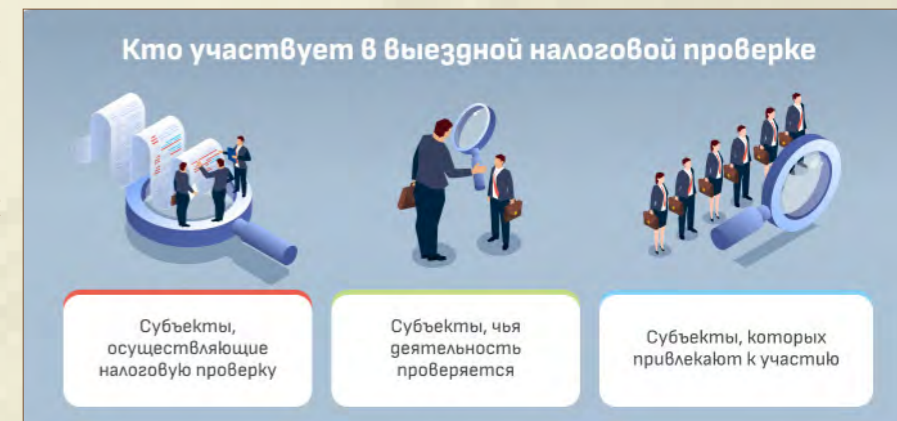 Кто участвует в выездной налоговой проверке
Субъекты,
осуществляющие
налоговую проверку
Субъекты, чья
деятельность
проверяется
Субъекты, которых
привлекают к участию